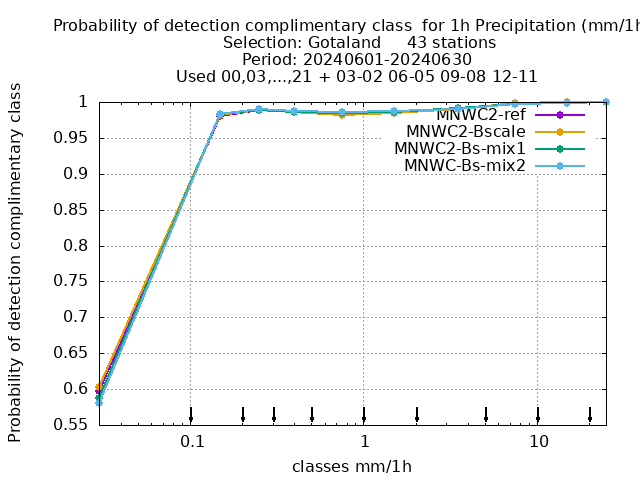 Probability of detection complimentary class  for 1h Precipitation (mm/1h
Selection: Gotaland     43 stations
Period: 20240601-20240630
Used 00,03,...,21 + 03-02 06-05 09-08 12-11
Probability of detection complimentary class
1
0.95
0.9
0.85
0.8
0.75
0.7
0.65
0.6
0.55
MNWC2-ref
MNWC2-Bscale
MNWC2-Bs-mix1
MNWC-Bs-mix2
0.1
1
10
classes mm/1h